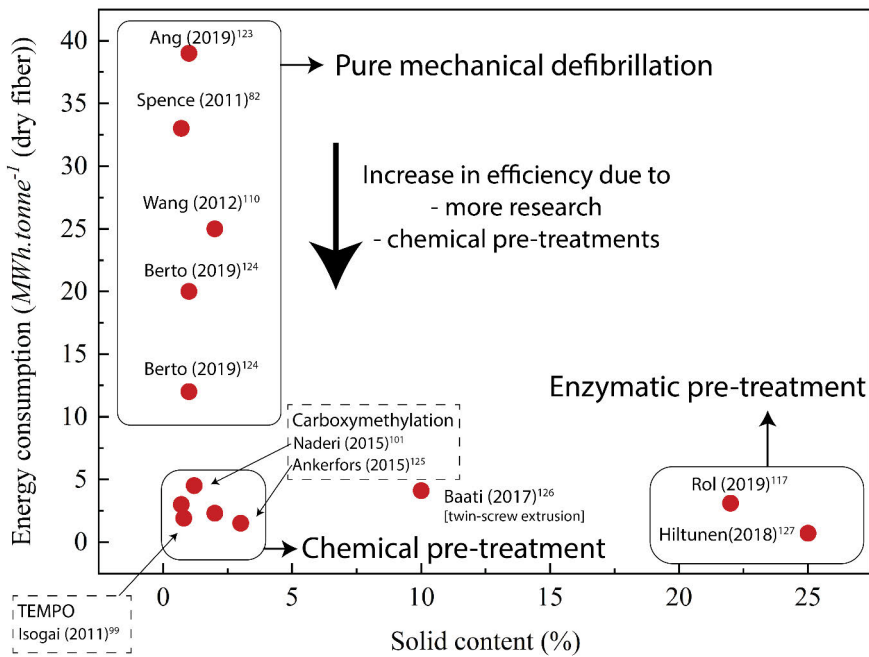 Energy consumption (MWh.tonne⁻¹ (dry fiber))
40
35
30
25
20
15
10
5
0
Ang (2019)¹²³
Spence (2011)⁸²
Wang (2012)¹¹⁰
Berto (2019)¹²⁴
Berto (2019)¹²⁴
Pure mechanical defibrillation
Increase in efficiency due to
- more research
- chemical pre-treatments
Enzymatic pre-treatment
Carboxymethylation
Naderi (2015)¹⁰¹
Ankerfors (2015)¹²⁵
Baati (2017)¹²⁶
[twin-screw extrusion]
Rol (2019)¹¹⁷
Hiltunen(2018)¹²⁷
Chemical pre-treatment
TEMPO
Isogai (2011)⁹⁹
0
5
10
15
20
25
Solid content (%)